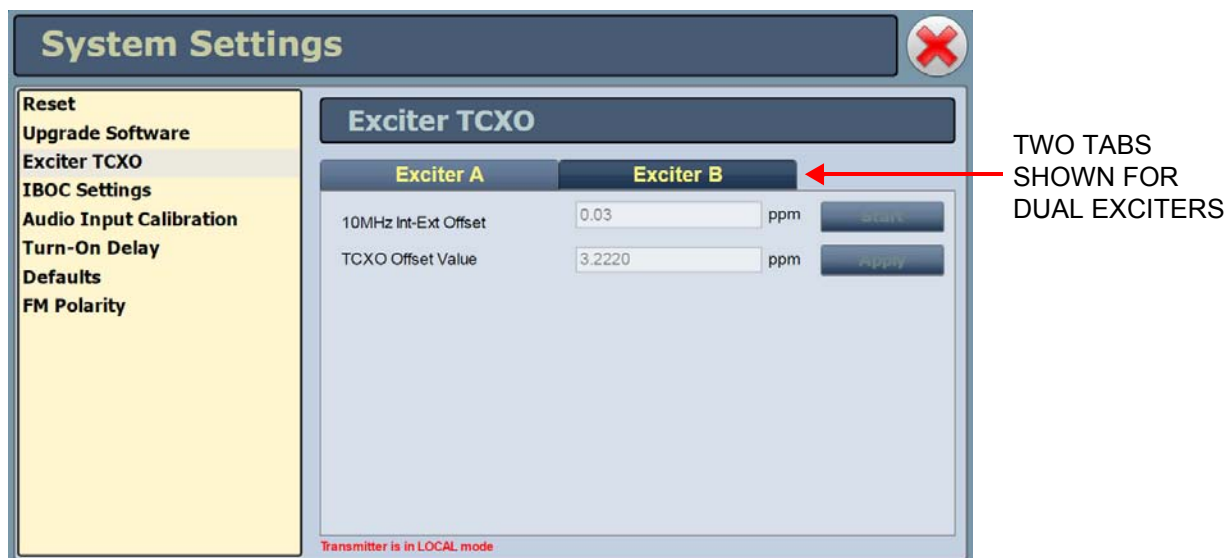 System Settings
Reset
Upgrade Software
Exciter TCXO
IBOC Settings
Audio Input Calibration
Turn-On Delay
Defaults
FM Polarity
Exciter TCXO
Exciter A
Exciter B
10MHz Int-Ext Offset 0.03 ppm Start
TCXO Offset Value 3.2220 ppm Apply
Transmitter is in LOCAL mode
TWO TABS
SHOWN FOR
DUAL EXCITERS